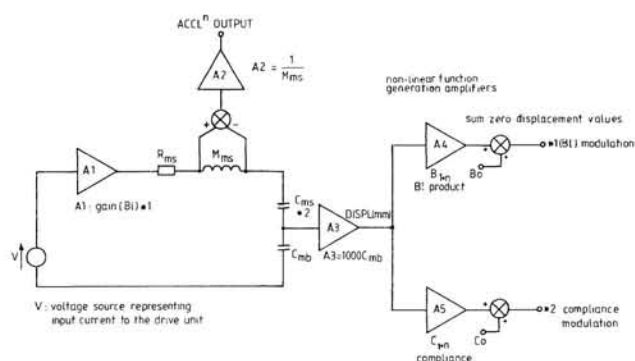 ACCLⁿ OUTPUT
A2
A2 = 1/Mms
+ -
non-linear function
generation amplifiers
sum zero displacement values
A1
Rms
Mms
A4
+
+
*1(Bl) modulation
A1: gain (Bl)*1
B1→n
Bl product
Bo
Cms
*2
A3
DISPL(mm)
V
Cmb
A3=1000Cmb
V: voltage source representing
input current to the drive unit
A5
+
+
*2 compliance
modulation
C1→n
compliance
Co